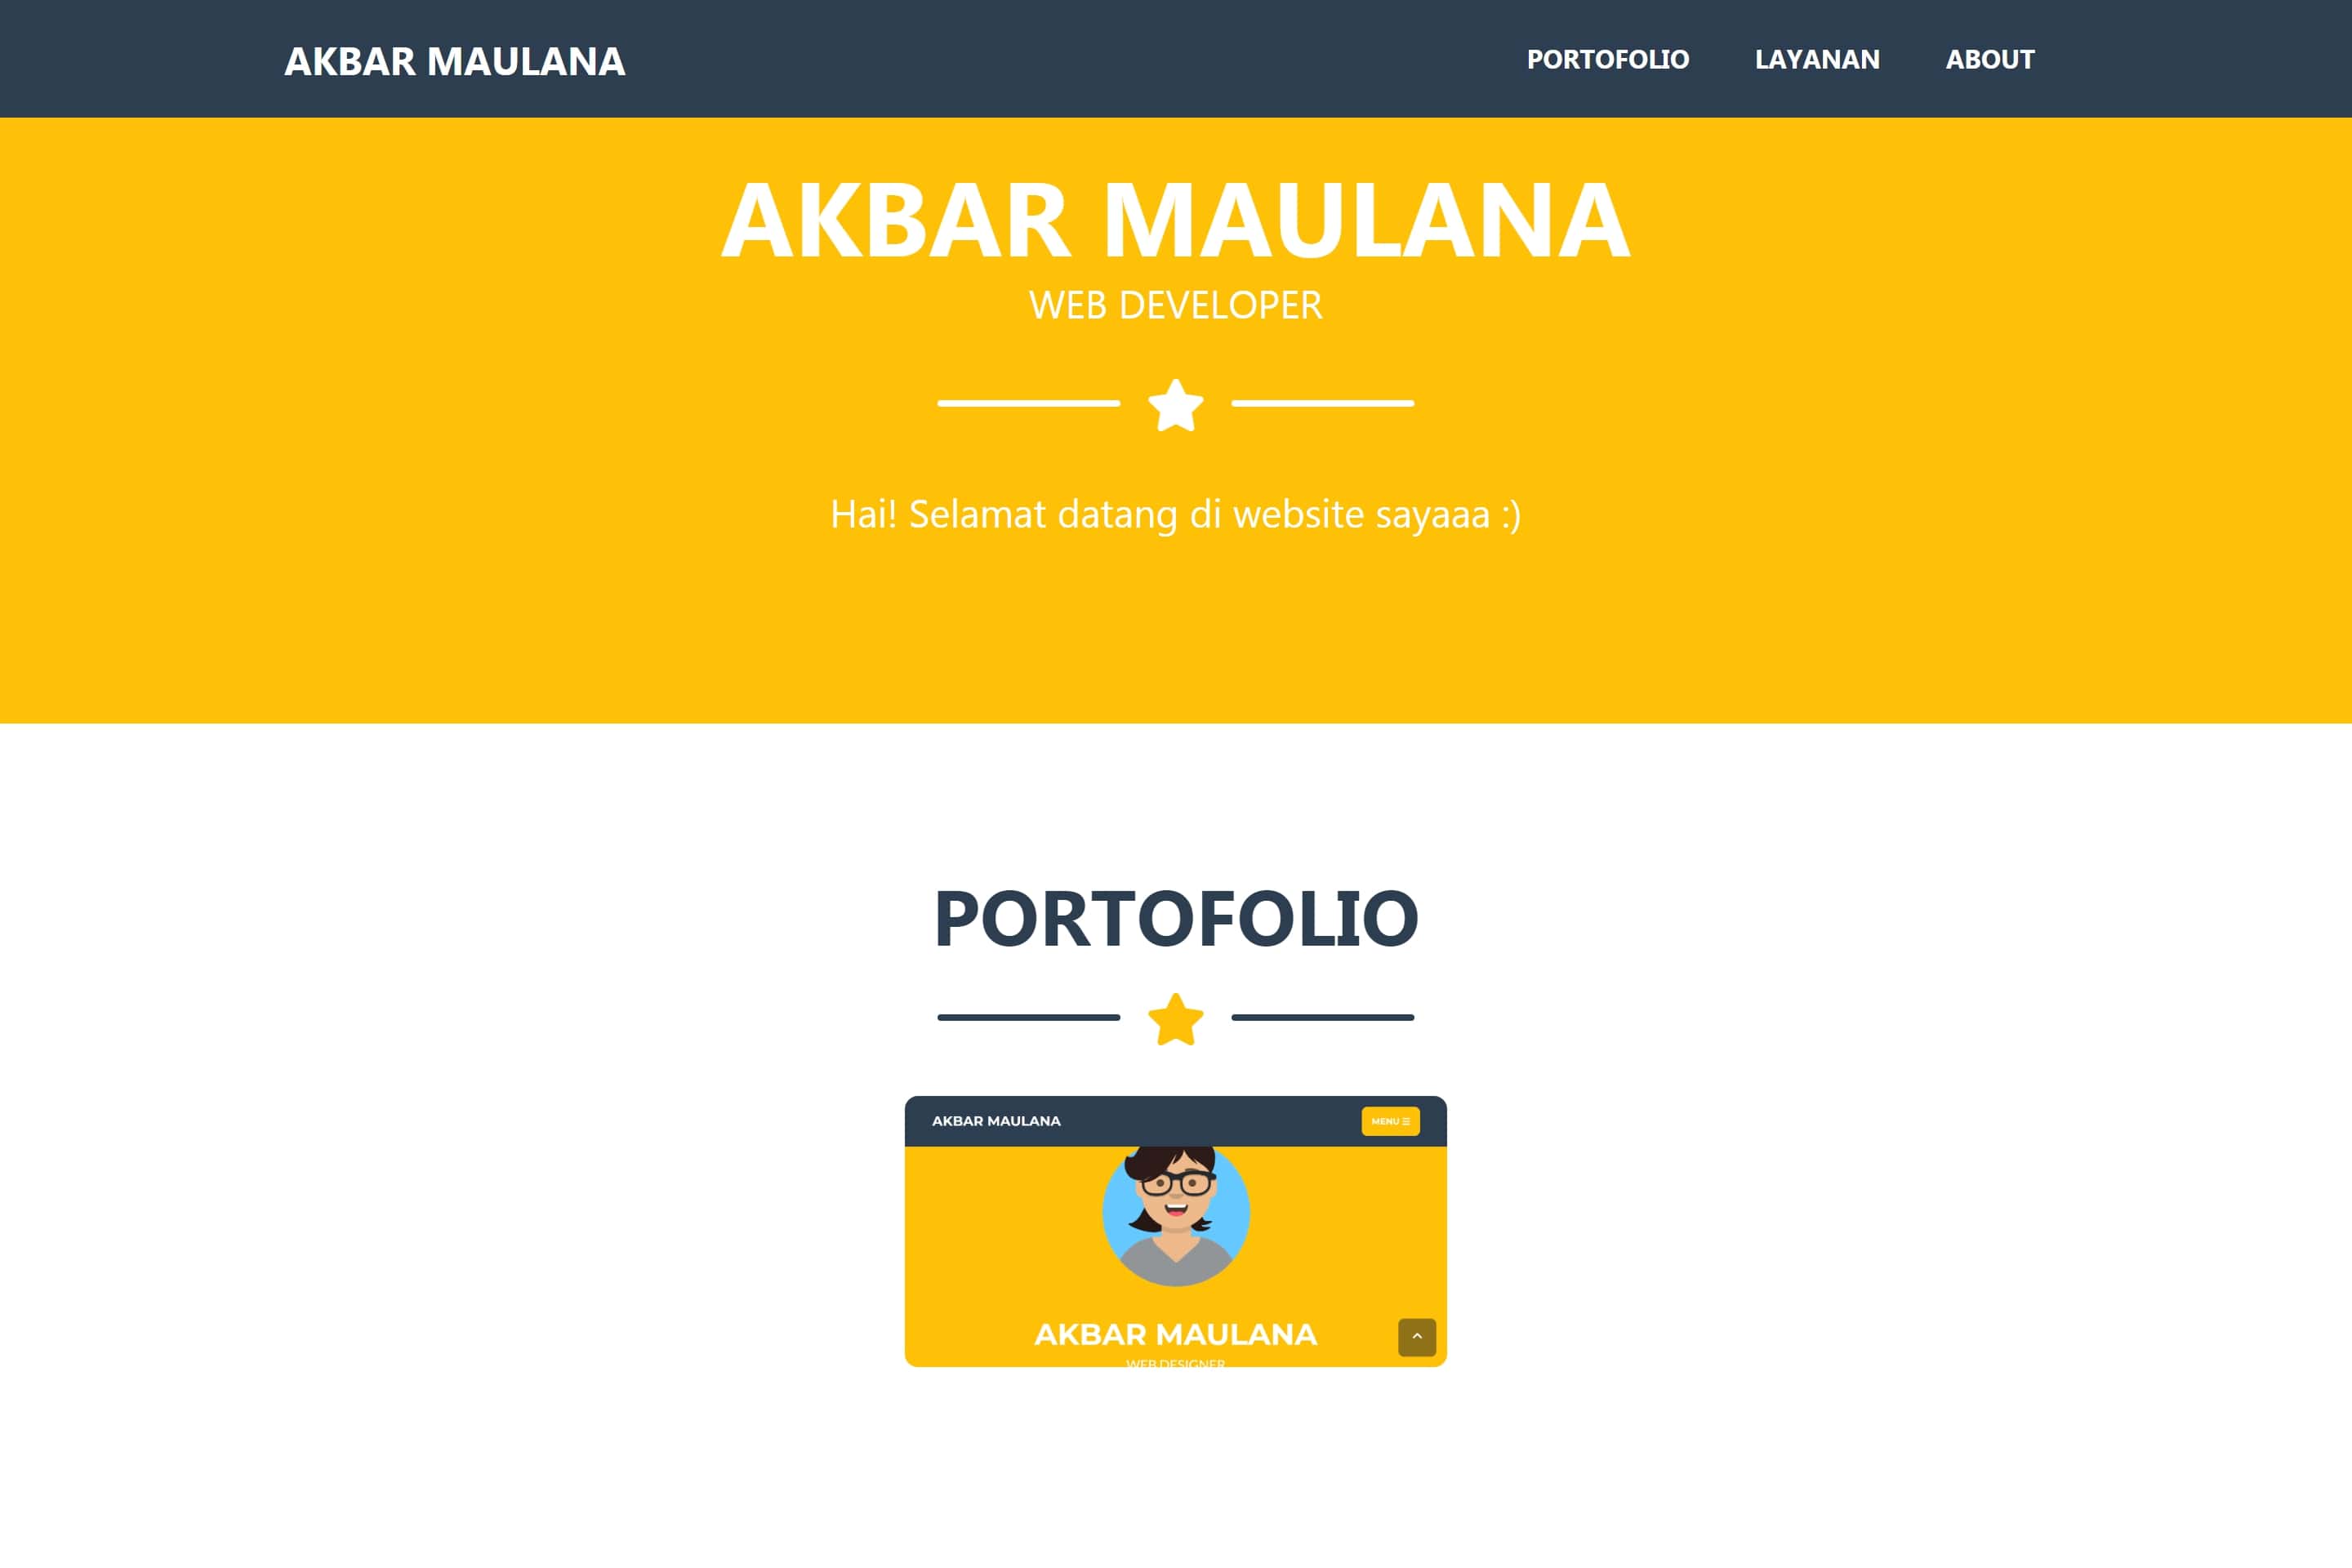 AKBAR MAULANA
PORTOFOLIO LAYANAN ABOUT
AKBAR MAULANA
WEB DEVELOPER
Hai! Selamat datang di website sayaaa :)
PORTOFOLIO
AKBAR MAULANA
MENU
AKBAR MAULANA
WEB DESIGNER